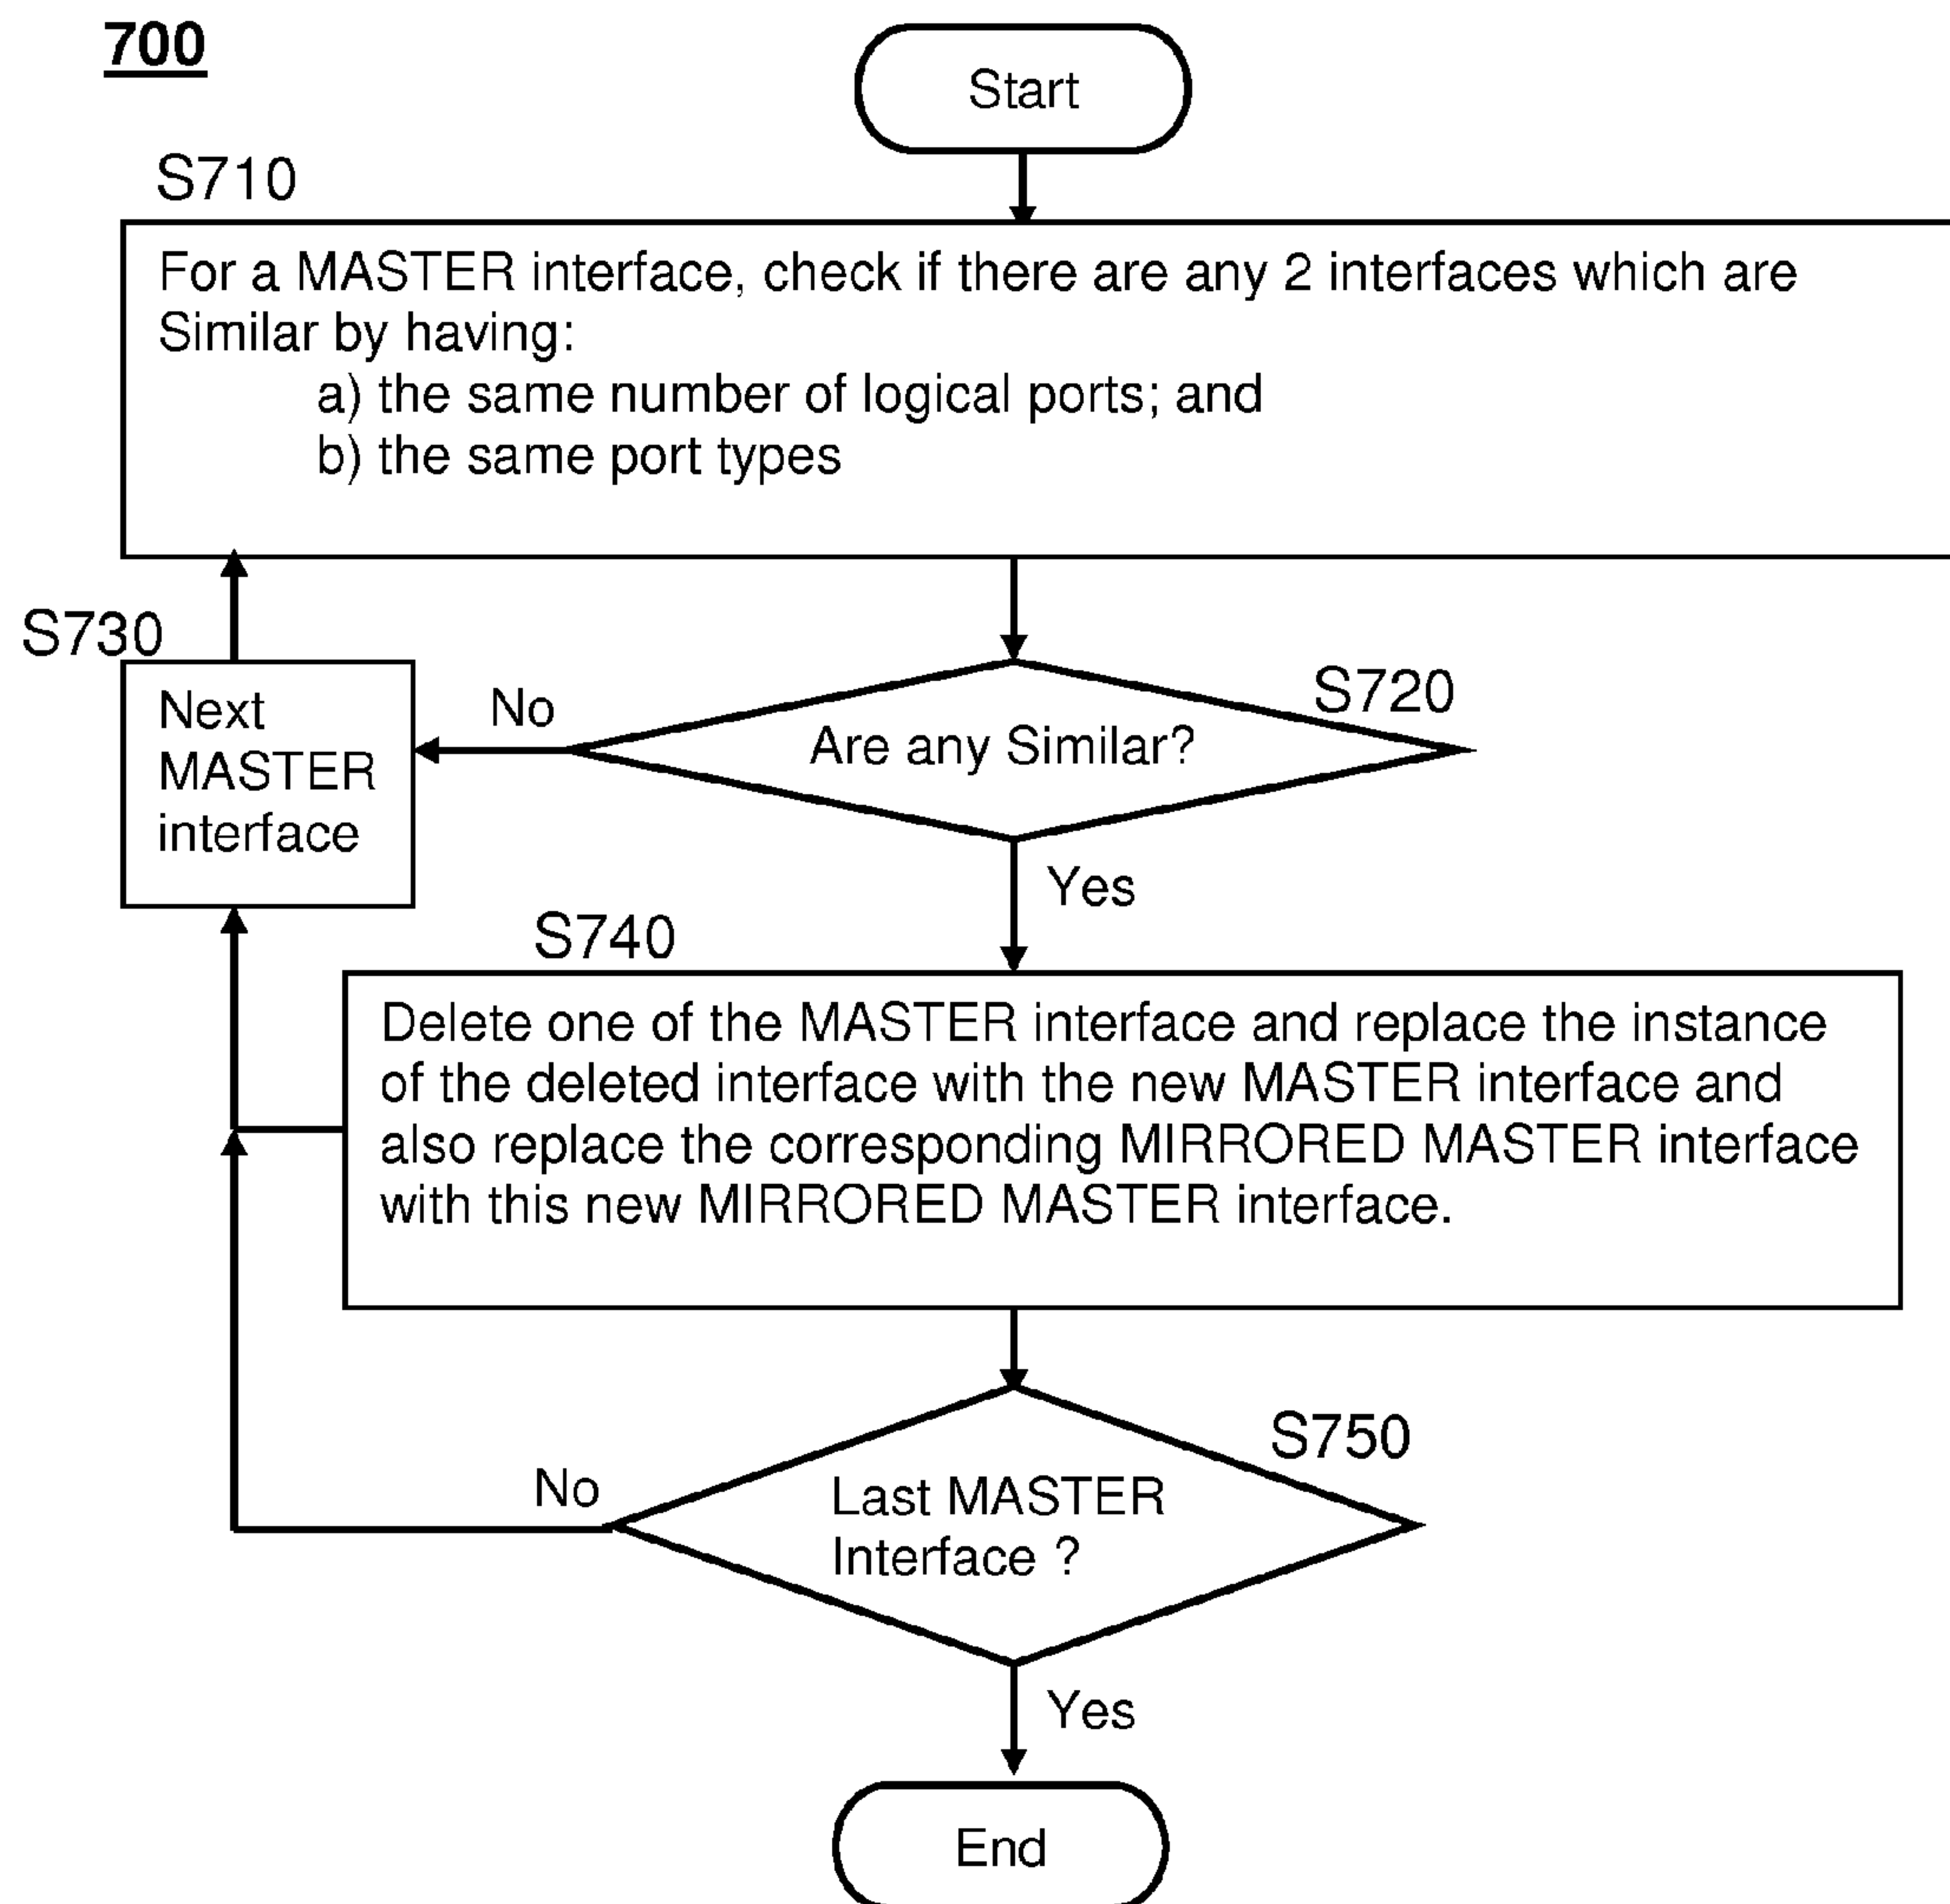 700
Start
S710
For a MASTER interface, check if there are any 2 interfaces which are
Similar by having:
a) the same number of logical ports; and
b) the same port types
S730
Next
MASTER
interface
No
S720
Are any Similar?
Yes
S740
Delete one of the MASTER interface and replace the instance
of the deleted interface with the new MASTER interface and
also replace the corresponding MIRRORED MASTER interface
with this new MIRRORED MASTER interface.
S750
No
Last MASTER
Interface ?
Yes
End